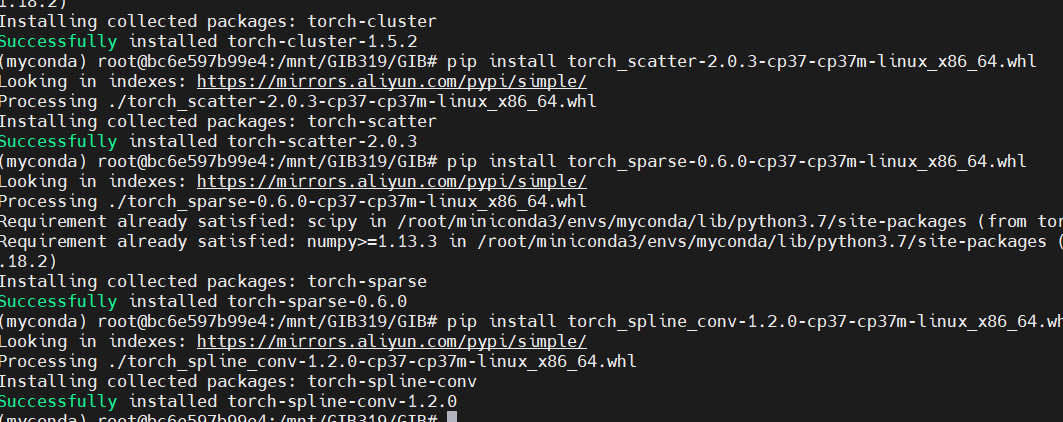 1.18.2)
Installing collected packages: torch-cluster
Successfully installed torch-cluster-1.5.2
(myconda) root@bc6e597b99e4:/mnt/GIB319/GIB# pip install torch_scatter-2.0.3-cp37-cp37m-linux_x86_64.whl
Looking in indexes: https://mirrors.aliyun.com/pypi/simple/
Processing ./torch_scatter-2.0.3-cp37-cp37m-linux_x86_64.whl
Installing collected packages: torch-scatter
Successfully installed torch-scatter-2.0.3
(myconda) root@bc6e597b99e4:/mnt/GIB319/GIB# pip install torch_sparse-0.6.0-cp37-cp37m-linux_x86_64.whl
Looking in indexes: https://mirrors.aliyun.com/pypi/simple/
Processing ./torch_sparse-0.6.0-cp37-cp37m-linux_x86_64.whl
Requirement already satisfied: scipy in /root/miniconda3/envs/myconda/lib/python3.7/site-packages (from tor
Requirement already satisfied: numpy>=1.13.3 in /root/miniconda3/envs/myconda/lib/python3.7/site-packages (
.18.2)
Installing collected packages: torch-sparse
Successfully installed torch-sparse-0.6.0
(myconda) root@bc6e597b99e4:/mnt/GIB319/GIB# pip install torch_spline_conv-1.2.0-cp37-cp37m-linux_x86_64.wh
Looking in indexes: https://mirrors.aliyun.com/pypi/simple/
Processing ./torch_spline_conv-1.2.0-cp37-cp37m-linux_x86_64.whl
Installing collected packages: torch-spline-conv
Successfully installed torch-spline-conv-1.2.0
(myconda) root@bc6e597b99e4:/mnt/GIB319/GIB#